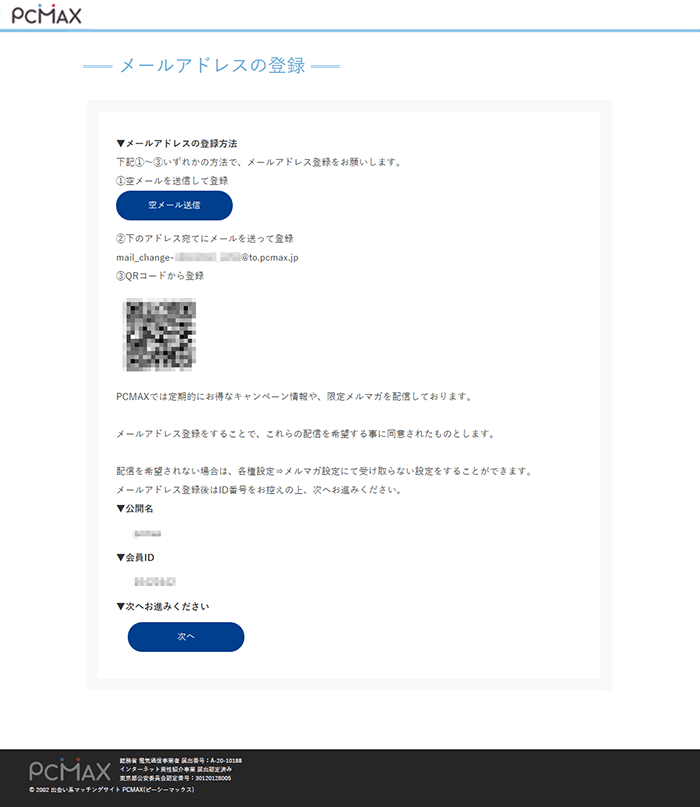 PCMAX
メールアドレスの登録
▼メールアドレスの登録方法
下記①～③いずれかの方法で、メールアドレス登録をお願いします。
①空メールを送信して登録
空メール送信
②下のアドレス宛てにメールを送って登録
mail_change- @to.pcmax.jp
③QRコードから登録
PCMAXでは定期的にお得なキャンペーン情報や、限定メルマガを配信しております。
メールアドレス登録をすることで、これらの配信を希望する事に同意されたものとします。
配信を希望されない場合は、各種設定⇒メルマガ設定にて受け取らない設定をすることができます。
メールアドレス登録後はID番号をお控えの上、次へお進みください。
▼公開名
▼会員ID
▼次へお進みください
次へ
PCMAX
総務省 電気通信事業者 届出番号：A-20-10188
インターネット異性紹介事業 届出認定済み
東京都公安委員会認定番号：30120128005
© 2002 出会い系マッチングサイト PCMAX(ピーシーマックス)